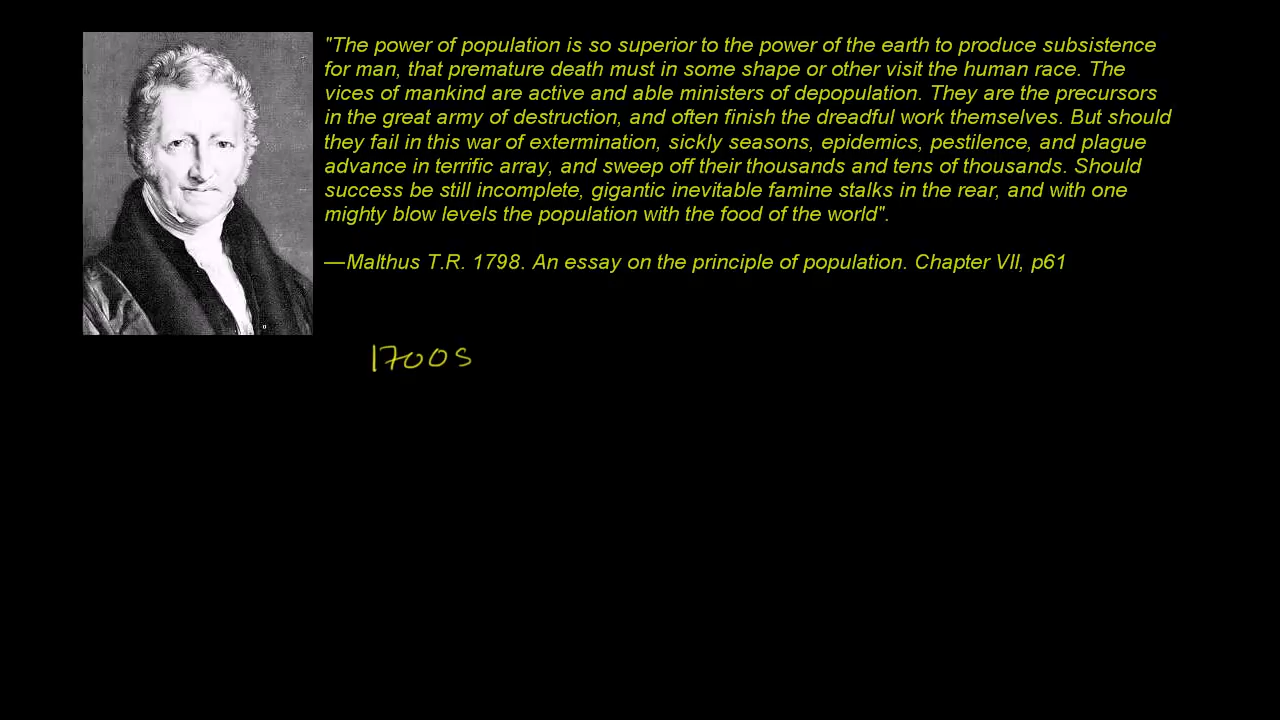 "The power of population is so superior to the power of the earth to produce subsistence
for man, that premature death must in some shape or other visit the human race. The
vices of mankind are active and able ministers of depopulation. They are the precursors
in the great army of destruction, and often finish the dreadful work themselves. But should
they fail in this war of extermination, sickly seasons, epidemics, pestilence, and plague
advance in terrific array, and sweep off their thousands and tens of thousands. Should
success be still incomplete, gigantic inevitable famine stalks in the rear, and with one
mighty blow levels the population with the food of the world".
—Malthus T.R. 1798. An essay on the principle of population. Chapter VII, p61
1700s